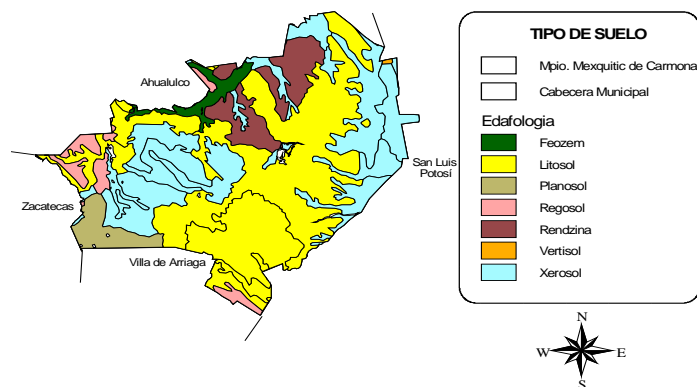 Ahualulco
San Luis
Potosí
Zacatecas
Villa de Arriaga
TIPO DE SUELO
Mpio. Mexquitic de Carmona
Cabecera Municipal
Edafologia
Feozem
Litosol
Planosol
Regosol
Rendzina
Vertisol
Xerosol
N
W E
S